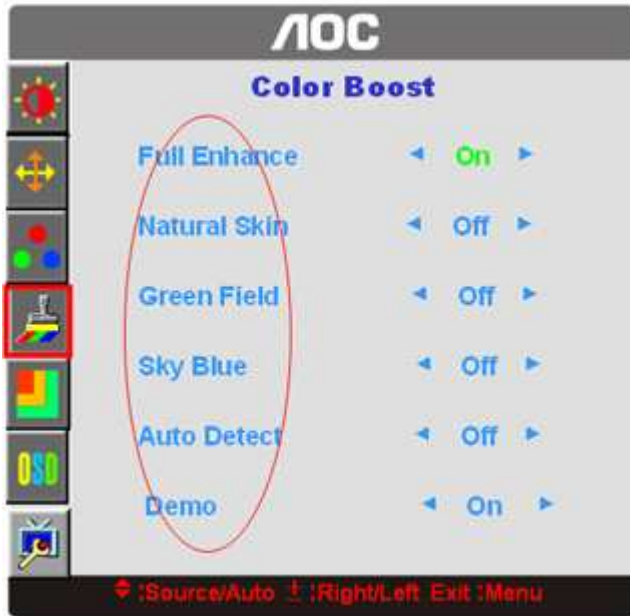 AOC
Color Boost
Full Enhance On
Natural Skin Off
Green Field Off
Sky Blue Off
Auto Detect Off
OSD
Demo On
:Source/Auto :Right/Left Exit :Menu